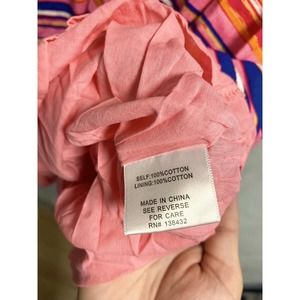 SELF:100%COTTON
LINING:100%COTTON
MADE IN CHINA
SEE REVERSE
FOR CARE
RN# 138432